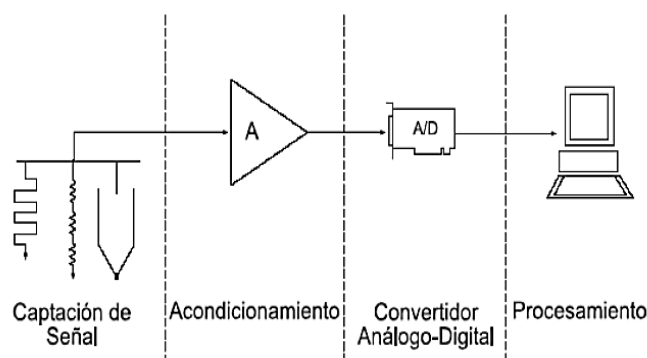 A
A/D
Captación de
Señal
Acondicionamiento
Convertidor
Análogo-Digital
Procesamiento